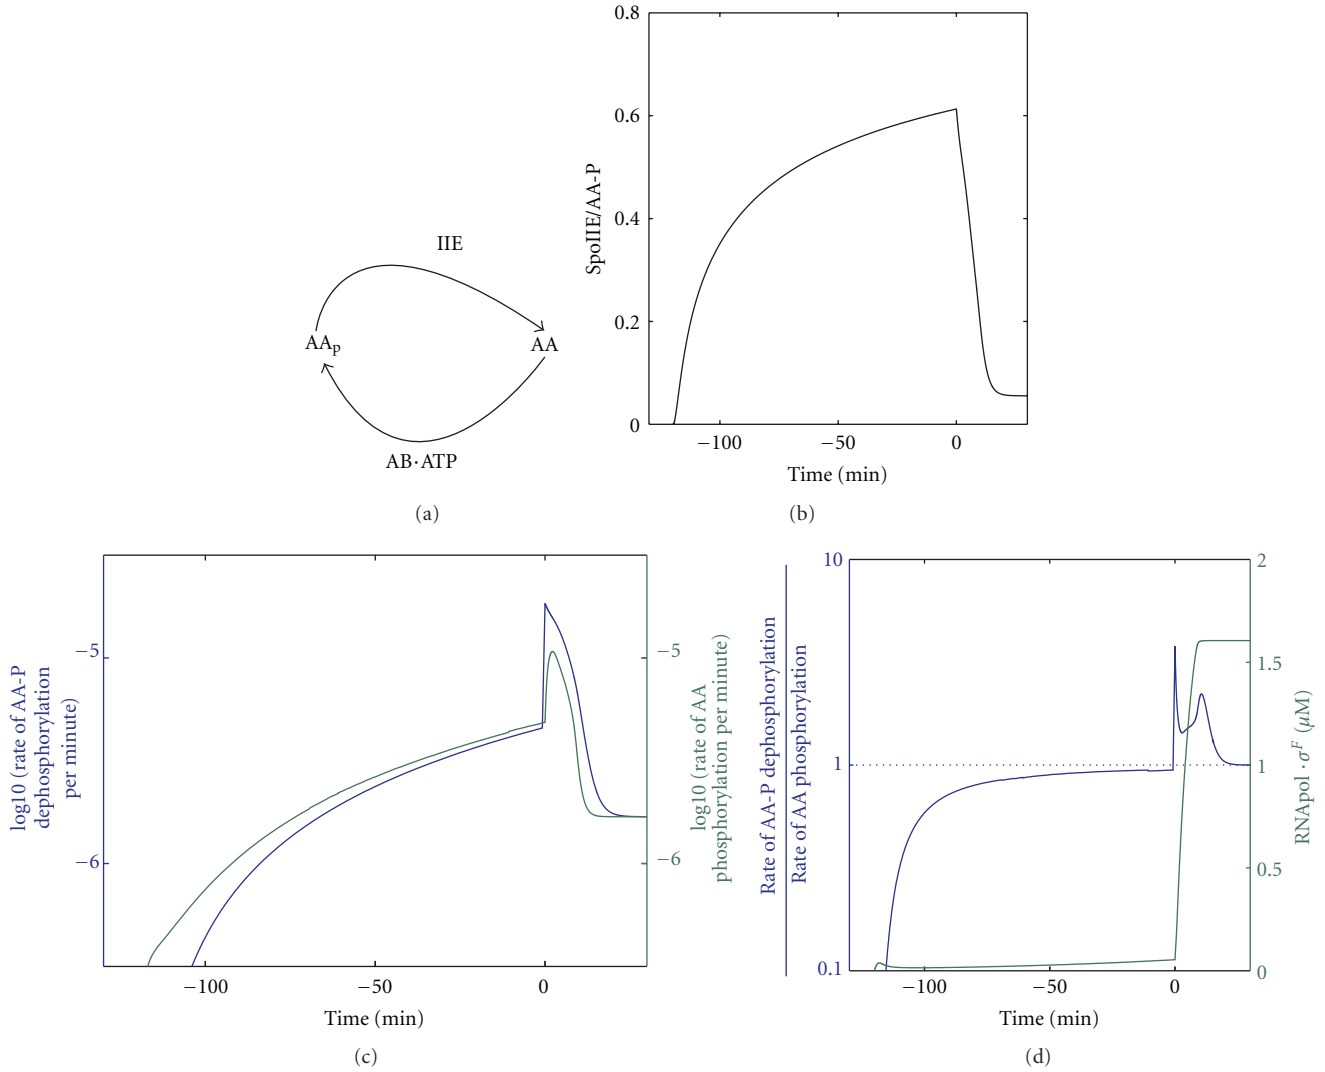 IIE
AAp
AA
AB·ATP
(a)
SpoIIE/AA-P
0.8
0.6
0.4
0.2
0
−100
−50
0
Time (min)
(b)
log10 (rate of AA-P
dephosphorylation
per minute)
−5
−6
−5
−6
log10 (rate of AA
phosphorylation per minute)
−100
−50
0
Time (min)
(c)
Rate of AA-P dephosphorylation
Rate of AA phosphorylation
10
1
0.1
2
1.5
1
0.5
0
RNApol · σF (μM)
−100
−50
0
Time (min)
(d)